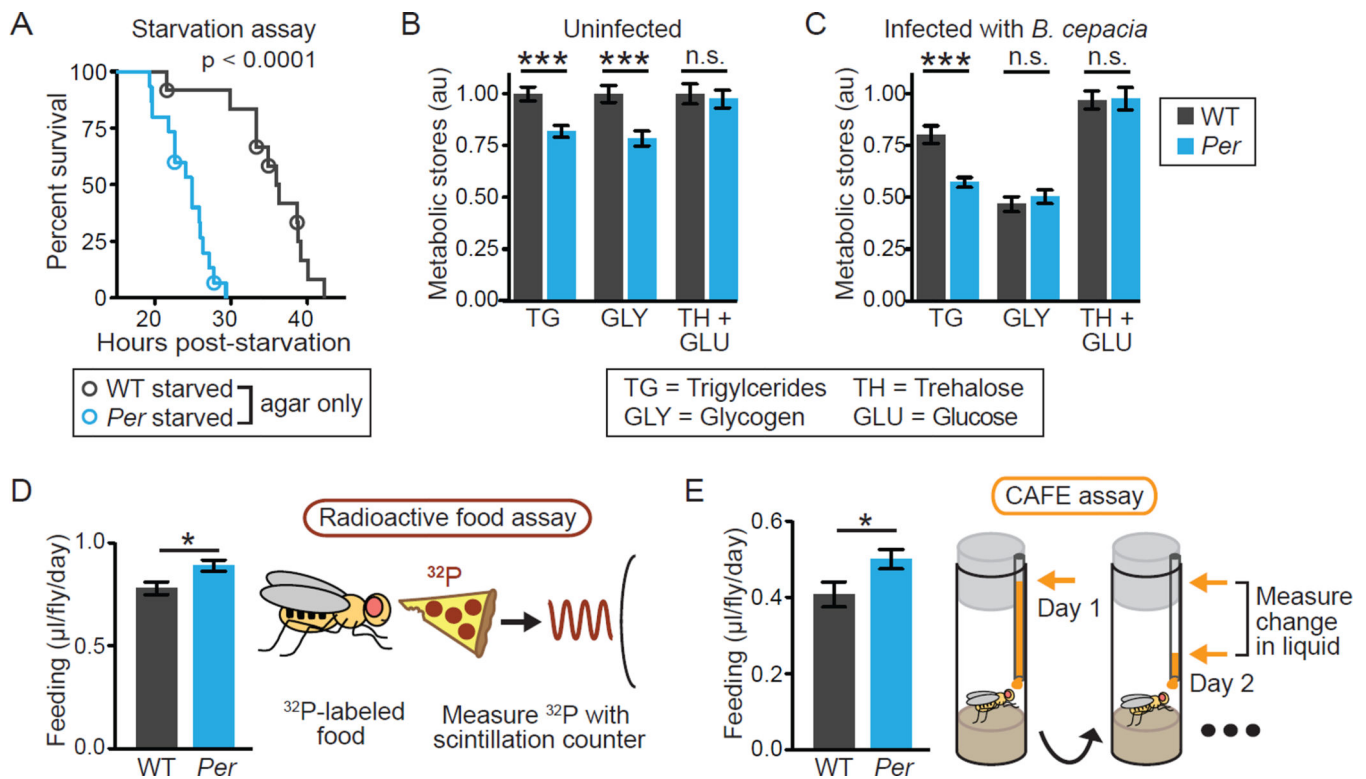 A
Starvation assay
p < 0.0001
Percent survival
100
75
50
25
0
20
30
40
Hours post-starvation
WT starved
Per starved
agar only
B
Uninfected
Metabolic stores (au)
1.00
0.75
0.50
0.25
0.00
***
***
n.s.
TG
GLY
TH +
GLU
C
Infected with B. cepacia
Metabolic stores (au)
1.00
0.75
0.50
0.25
0.00
***
n.s.
n.s.
TG
GLY
TH +
GLU
WT
Per
TG = Trigylcerides TH = Trehalose
GLY = Glycogen GLU = Glucose
D
Feeding (µl/fly/day)
1.0
0.5
0.0
*
WT
Per
Radioactive food assay
³²P
³²P-labeled
food
Measure ³²P with
scintillation counter
E
Feeding (µl/fly/day)
0.6
0.4
0.2
0.0
*
WT
Per
CAFE assay
Day 1
Day 2
Measure
change
in liquid